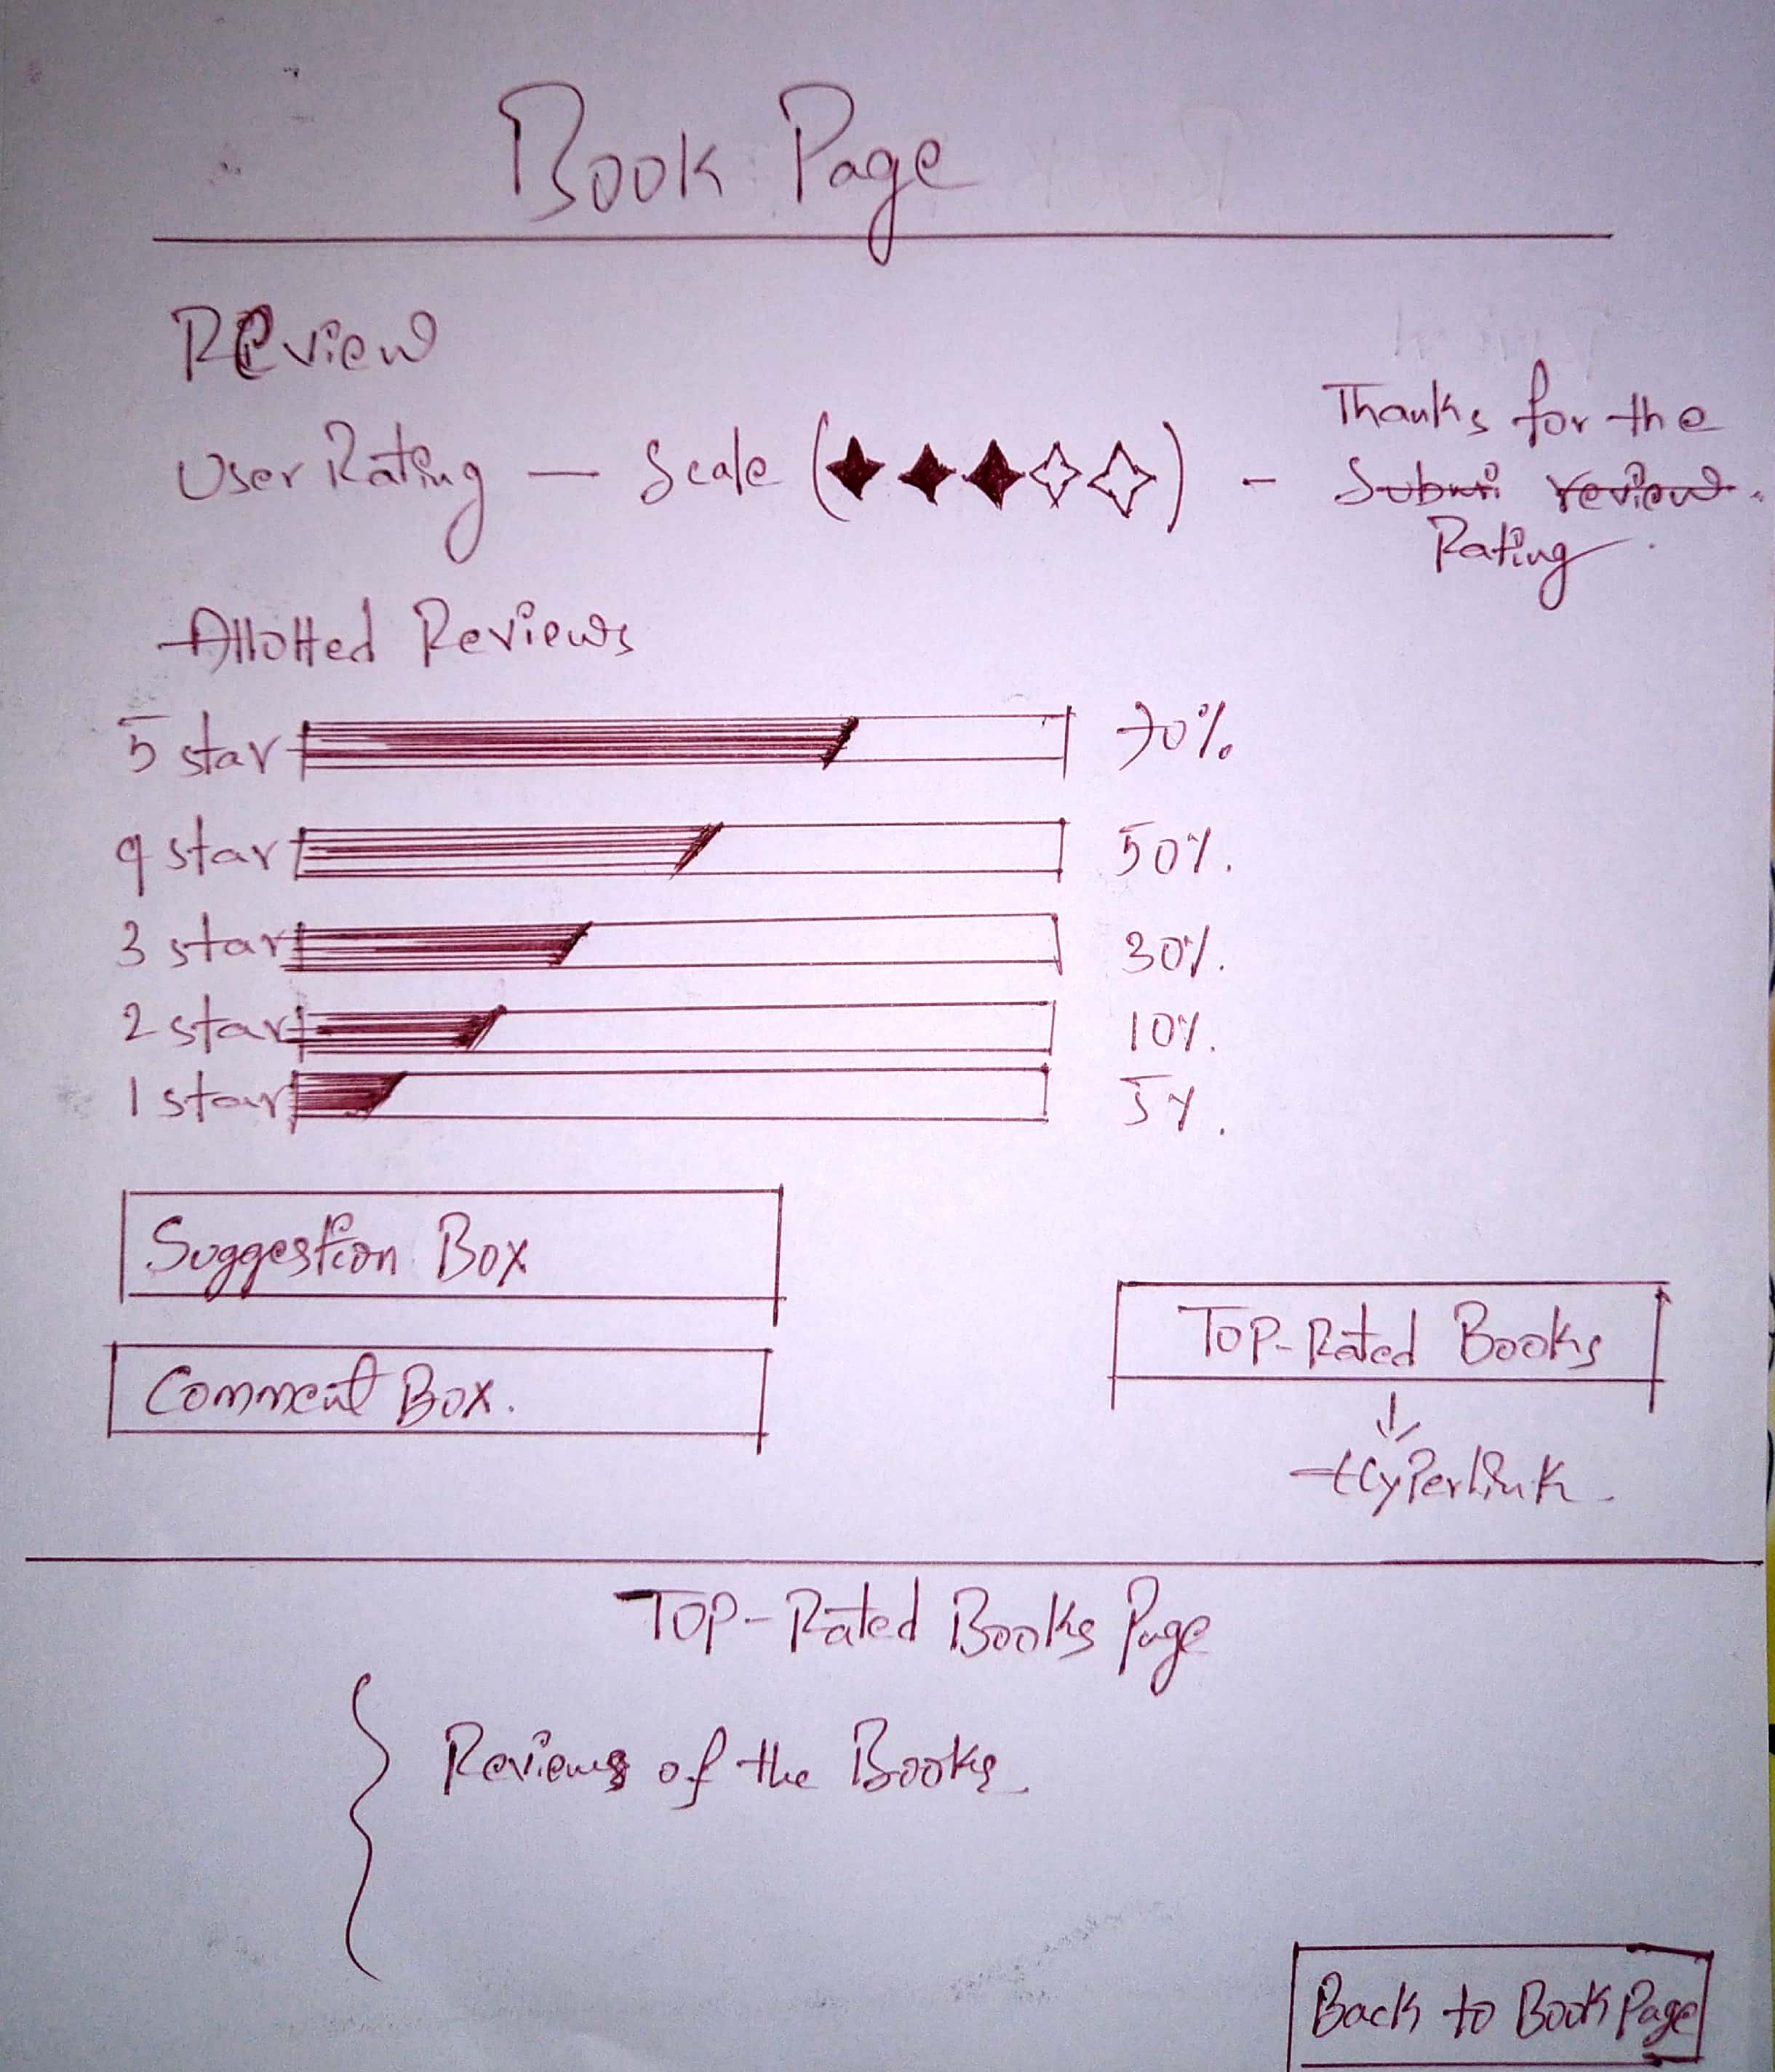 Book Page
Review
User Rating — Scale (★★★☆☆) - Thanks for the
Submi review.
Rating.
Allotted Reviews
5 star 70%
4 star 50%.
3 star 30%.
2 star 10%.
1 star 5%.
Suggestion Box
Comment Box.
Top-Rated Books
Hyperlink.
Top-Rated Books Page
Reviews of the Books.
Back to Book Page